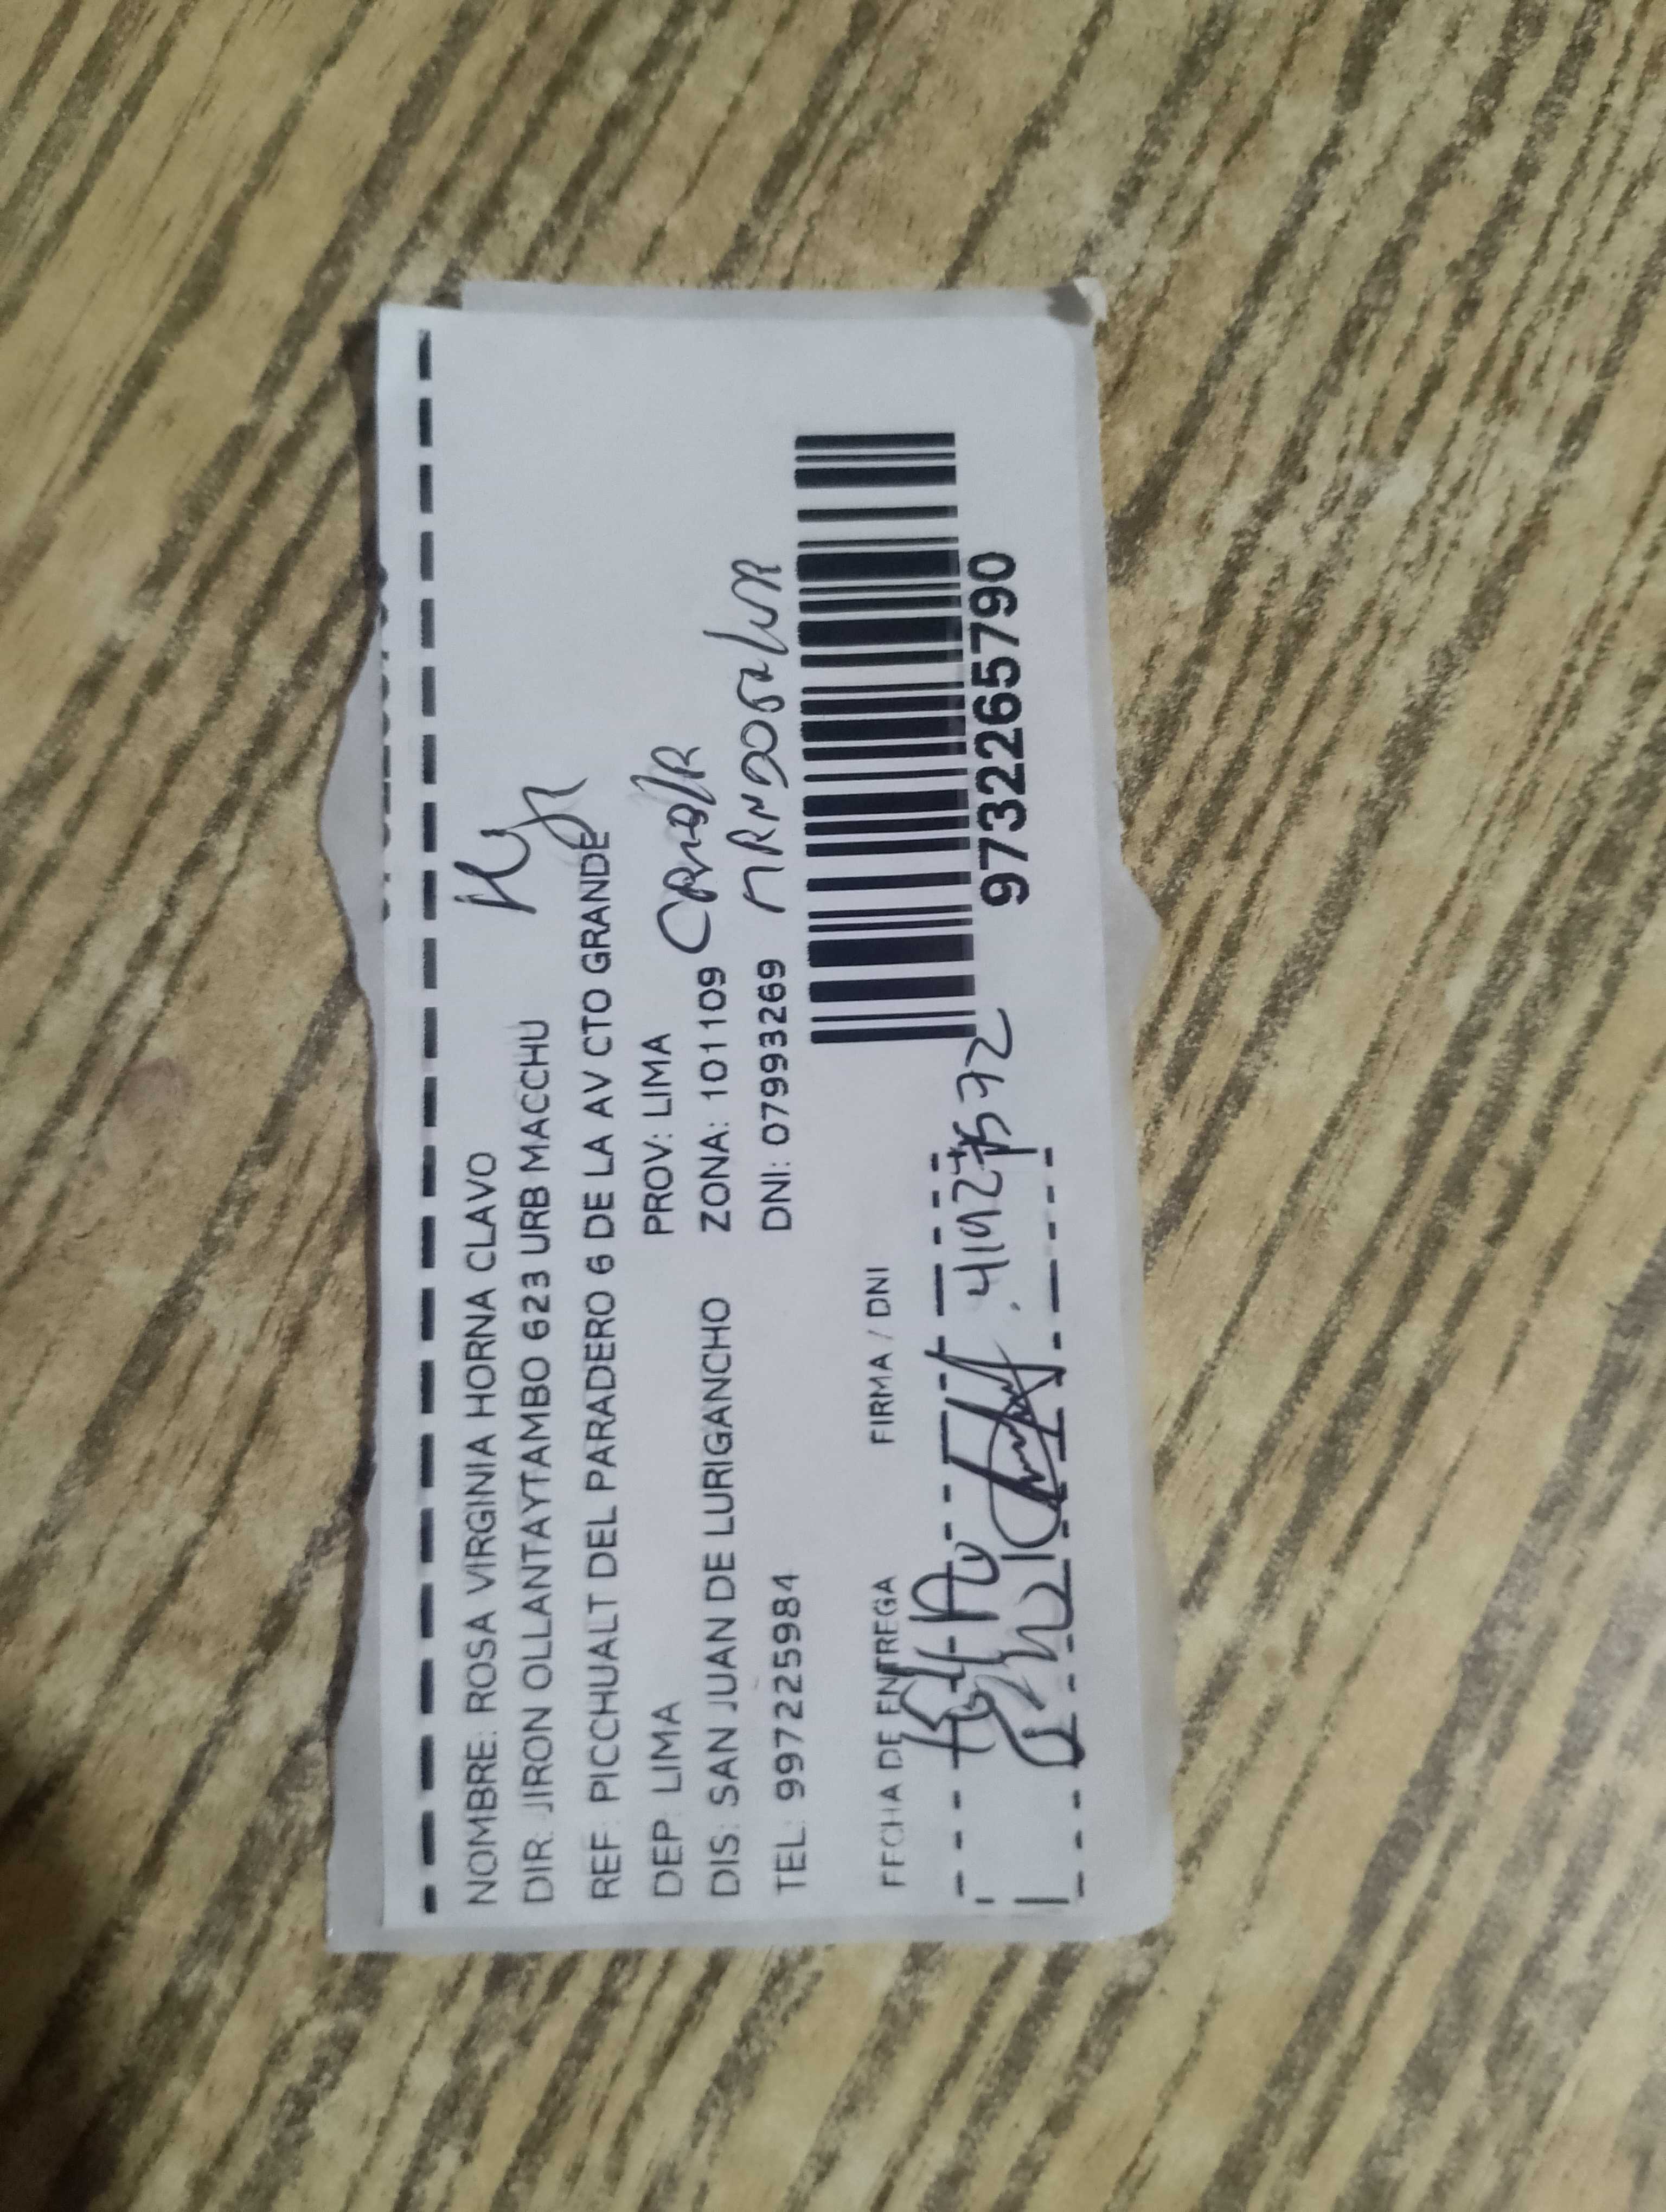 NOMBRE: ROSA VIRGINIA HORNA CLAVO
DIR: JIRON OLLANTAYTAMBO 623 URB MACCHU
REF: PICCHUALT DEL PARADERO 6 DE LA AV CTO GRANDE
DEP: LIMA PROV: LIMA
DIS: SAN JUAN DE LURIGANCHO ZONA: 101109
TEL: 997225984 DNI: 07993269
FECHA DE ENTREGA FIRMA / DNI
9732265790